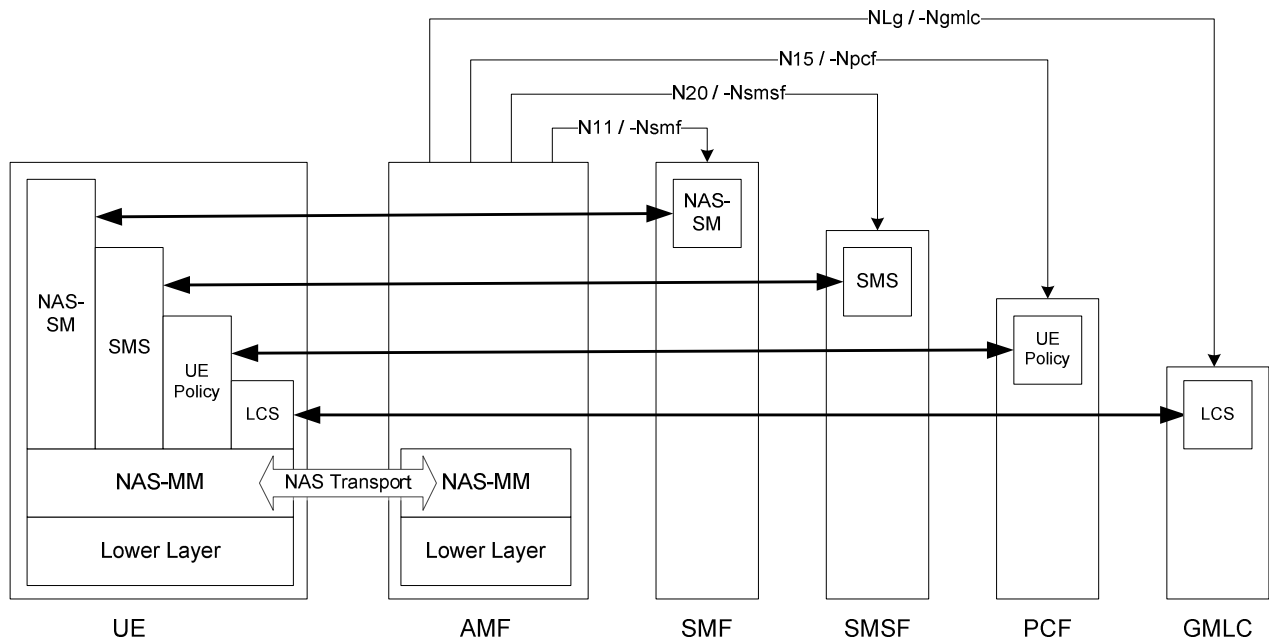 NLg / -Ngmlc
N15 / -Npcf
N20 / -Nsmsf
N11 / -Nsmf
NAS-
SM
NAS-
SM
SMS
SMS
UE
Policy
UE
Policy
LCS
LCS
NAS-MM
NAS Transport
NAS-MM
Lower Layer
Lower Layer
UE
AMF
SMF
SMSF
PCF
GMLC